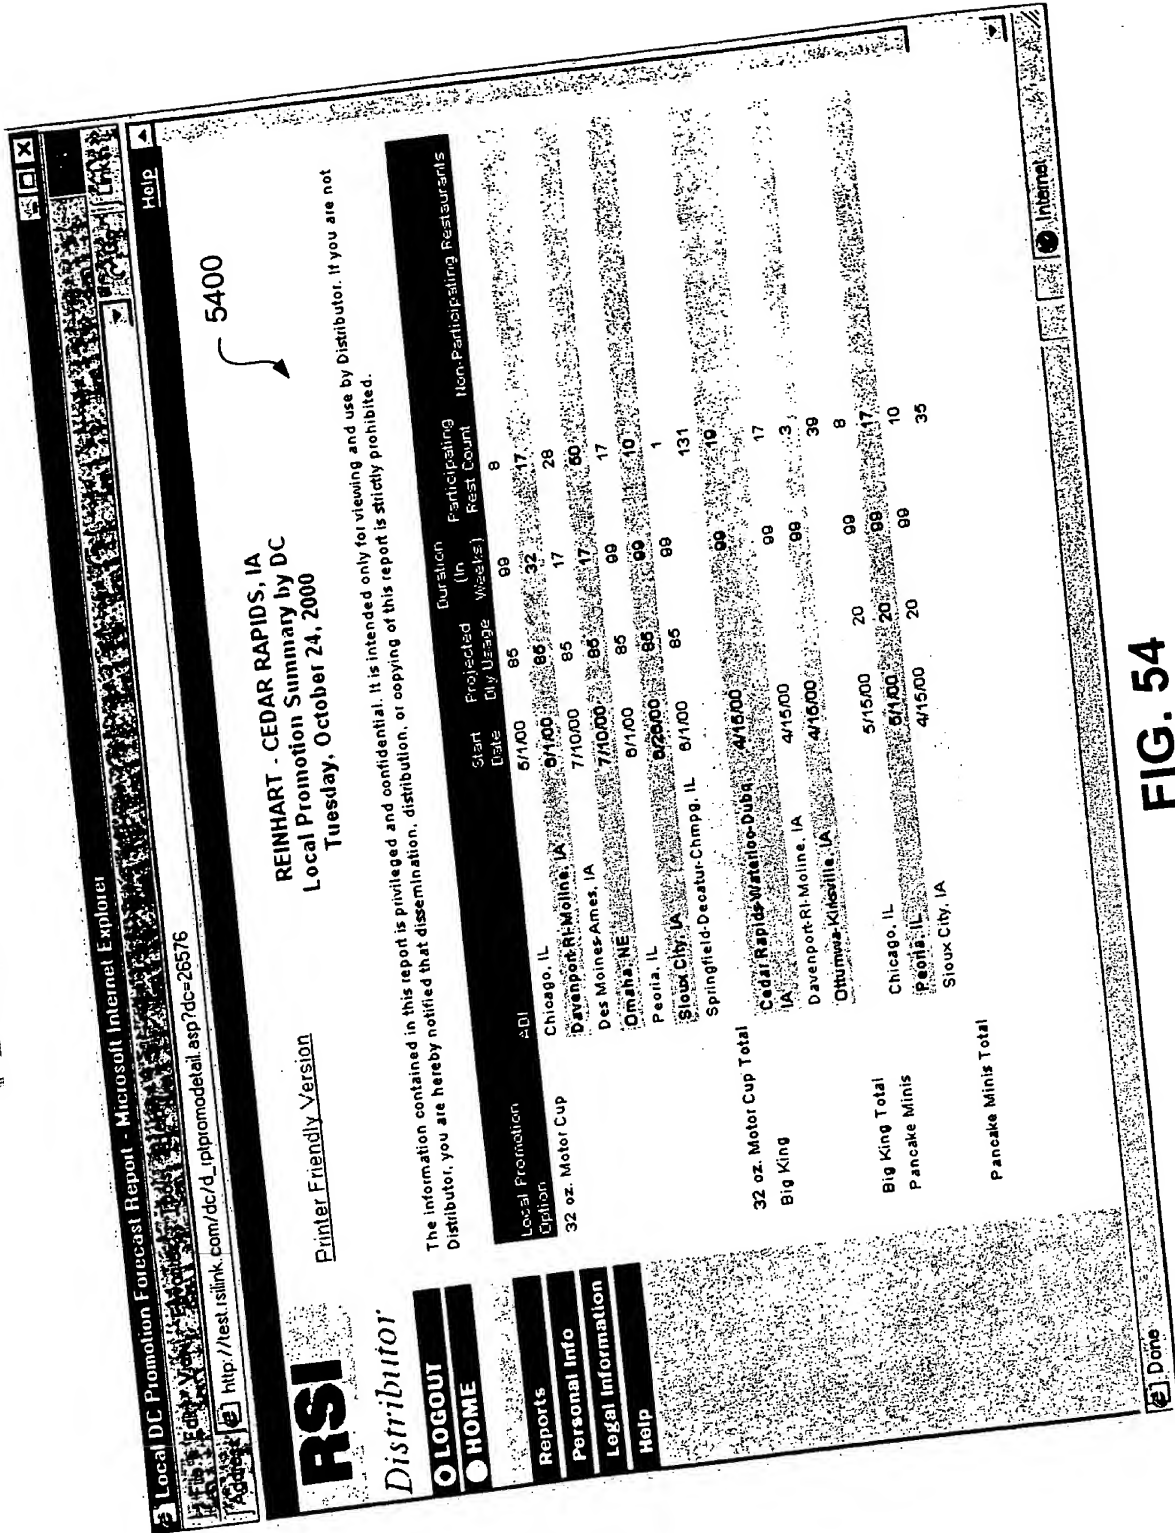 Local DC Promotion Forecast Report - Microsoft Internet Explorer
Address http://test.rsilink.com/dc/d_rptpromodetail.asp?dc=26576
Links
Help
RSI
Distributor
LOGOUT
HOME
Reports
Personal Info
Legal Information
Help
Printer Friendly Version
REINHART - CEDAR RAPIDS, IA
Local Promotion Summary by DC
Tuesday, October 24, 2000
5400
The information contained in this report is privileged and confidential. It is intended only for viewing and use by Distributor. If you are not
Distributor, you are hereby notified that dissemination, distribution, or copying of this report is strictly prohibited.
Local Promotion Option ADI Start Date Projected Dly Usage Duration (In Weeks) Participating Rest Count Non-Participating Restaurants
32 oz. Motor Cup Chicago, IL 5/1/00 85 99 8
Davenport-RI-Moline, IA 6/1/00 85 32 17
Des Moines-Ames, IA 7/10/00 85 17 28
Omaha, NE 7/10/00 85 17 50
Peoria, IL 6/1/00 85 99 17
Sioux City, IA 5/26/00 85 99 10
Springfield-Decatur-Chmpg, IL 6/1/00 85 99 1
32 oz. Motor Cup Total 131
Big King Cedar Rapids-Waterloo-Dubq, IA 4/15/00 99 19
Davenport-RI-Moline, IA 4/15/00 99 17
Ottumwa-Kirksville, IA 4/15/00 99 3
Big King Total 39
Pancake Minis Chicago, IL 5/15/00 20 99 8
Peoria, IL 5/1/00 20 99 17
Sioux City, IA 4/15/00 20 99 10
Pancake Minis Total 35
Done Internet
FIG. 54